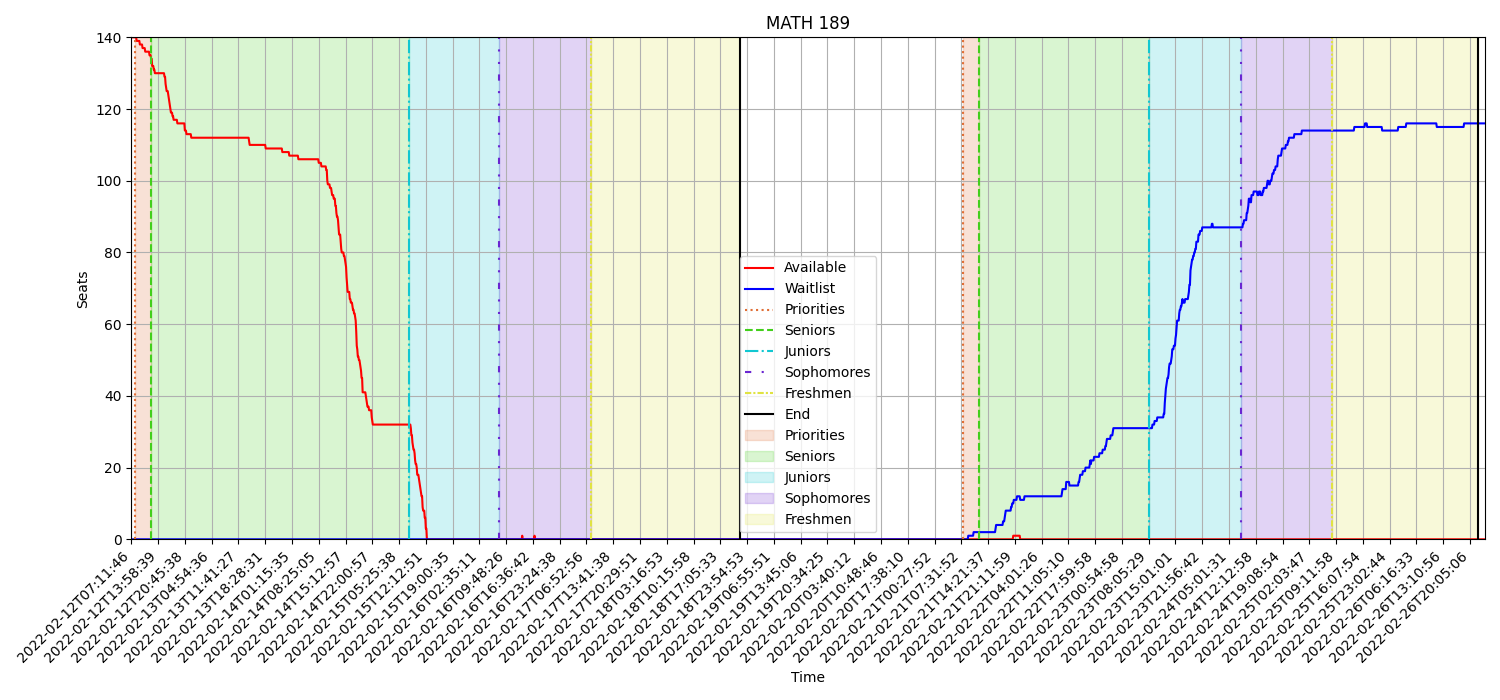 MATH 189
140
120
100
80
60
40
20
0
Seats
Available
Waitlist
Priorities
Seniors
Juniors
Sophomores
Freshmen
End
Priorities
Seniors
Juniors
Sophomores
Freshmen
2022-02-12T07:11:46
2022-02-12T13:58:39
2022-02-12T20:45:38
2022-02-13T04:54:36
2022-02-13T11:41:27
2022-02-13T18:28:31
2022-02-14T01:15:35
2022-02-14T08:25:05
2022-02-14T15:12:57
2022-02-14T22:00:57
2022-02-15T05:25:38
2022-02-15T12:12:51
2022-02-15T19:00:35
2022-02-16T02:35:11
2022-02-16T09:48:26
2022-02-16T16:36:42
2022-02-16T23:24:38
2022-02-17T06:52:56
2022-02-17T13:41:38
2022-02-17T20:29:51
2022-02-18T03:16:53
2022-02-18T10:15:58
2022-02-18T17:05:33
2022-02-18T23:54:53
2022-02-19T06:55:51
2022-02-19T13:45:06
2022-02-19T20:34:25
2022-02-20T03:40:12
2022-02-20T10:48:46
2022-02-20T17:38:10
2022-02-21T00:27:52
2022-02-21T07:31:52
2022-02-21T14:21:37
2022-02-21T21:11:59
2022-02-22T04:01:26
2022-02-22T11:05:10
2022-02-22T17:59:58
2022-02-23T00:54:58
2022-02-23T08:05:29
2022-02-23T15:01:01
2022-02-23T21:56:42
2022-02-24T05:01:31
2022-02-24T12:12:58
2022-02-24T19:08:54
2022-02-25T02:03:47
2022-02-25T09:11:58
2022-02-25T16:07:54
2022-02-25T23:02:44
2022-02-26T06:16:33
2022-02-26T13:10:56
2022-02-26T20:05:06
Time